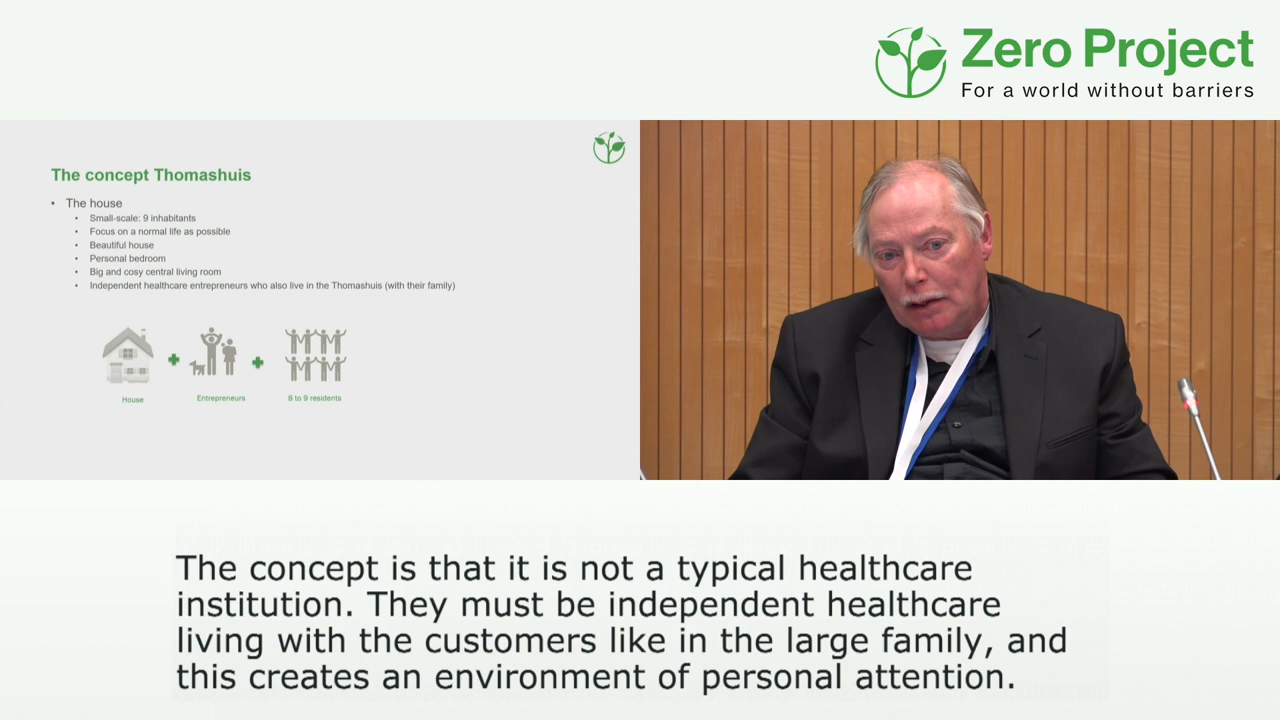 Zero Project
For a world without barriers
The concept Thomashuis
• The house
• Small-scale: 9 inhabitants
• Focus on a normal life as possible
• Beautiful house
• Personal bedroom
• Big and cosy central living room
• Independent healthcare entrepreneurs who also live in the Thomashuis (with their family)
House
Entrepreneurs
8 to 9 residents
The concept is that it is not a typical healthcare
institution. They must be independent healthcare
living with the customers like in the large family, and
this creates an environment of personal attention.